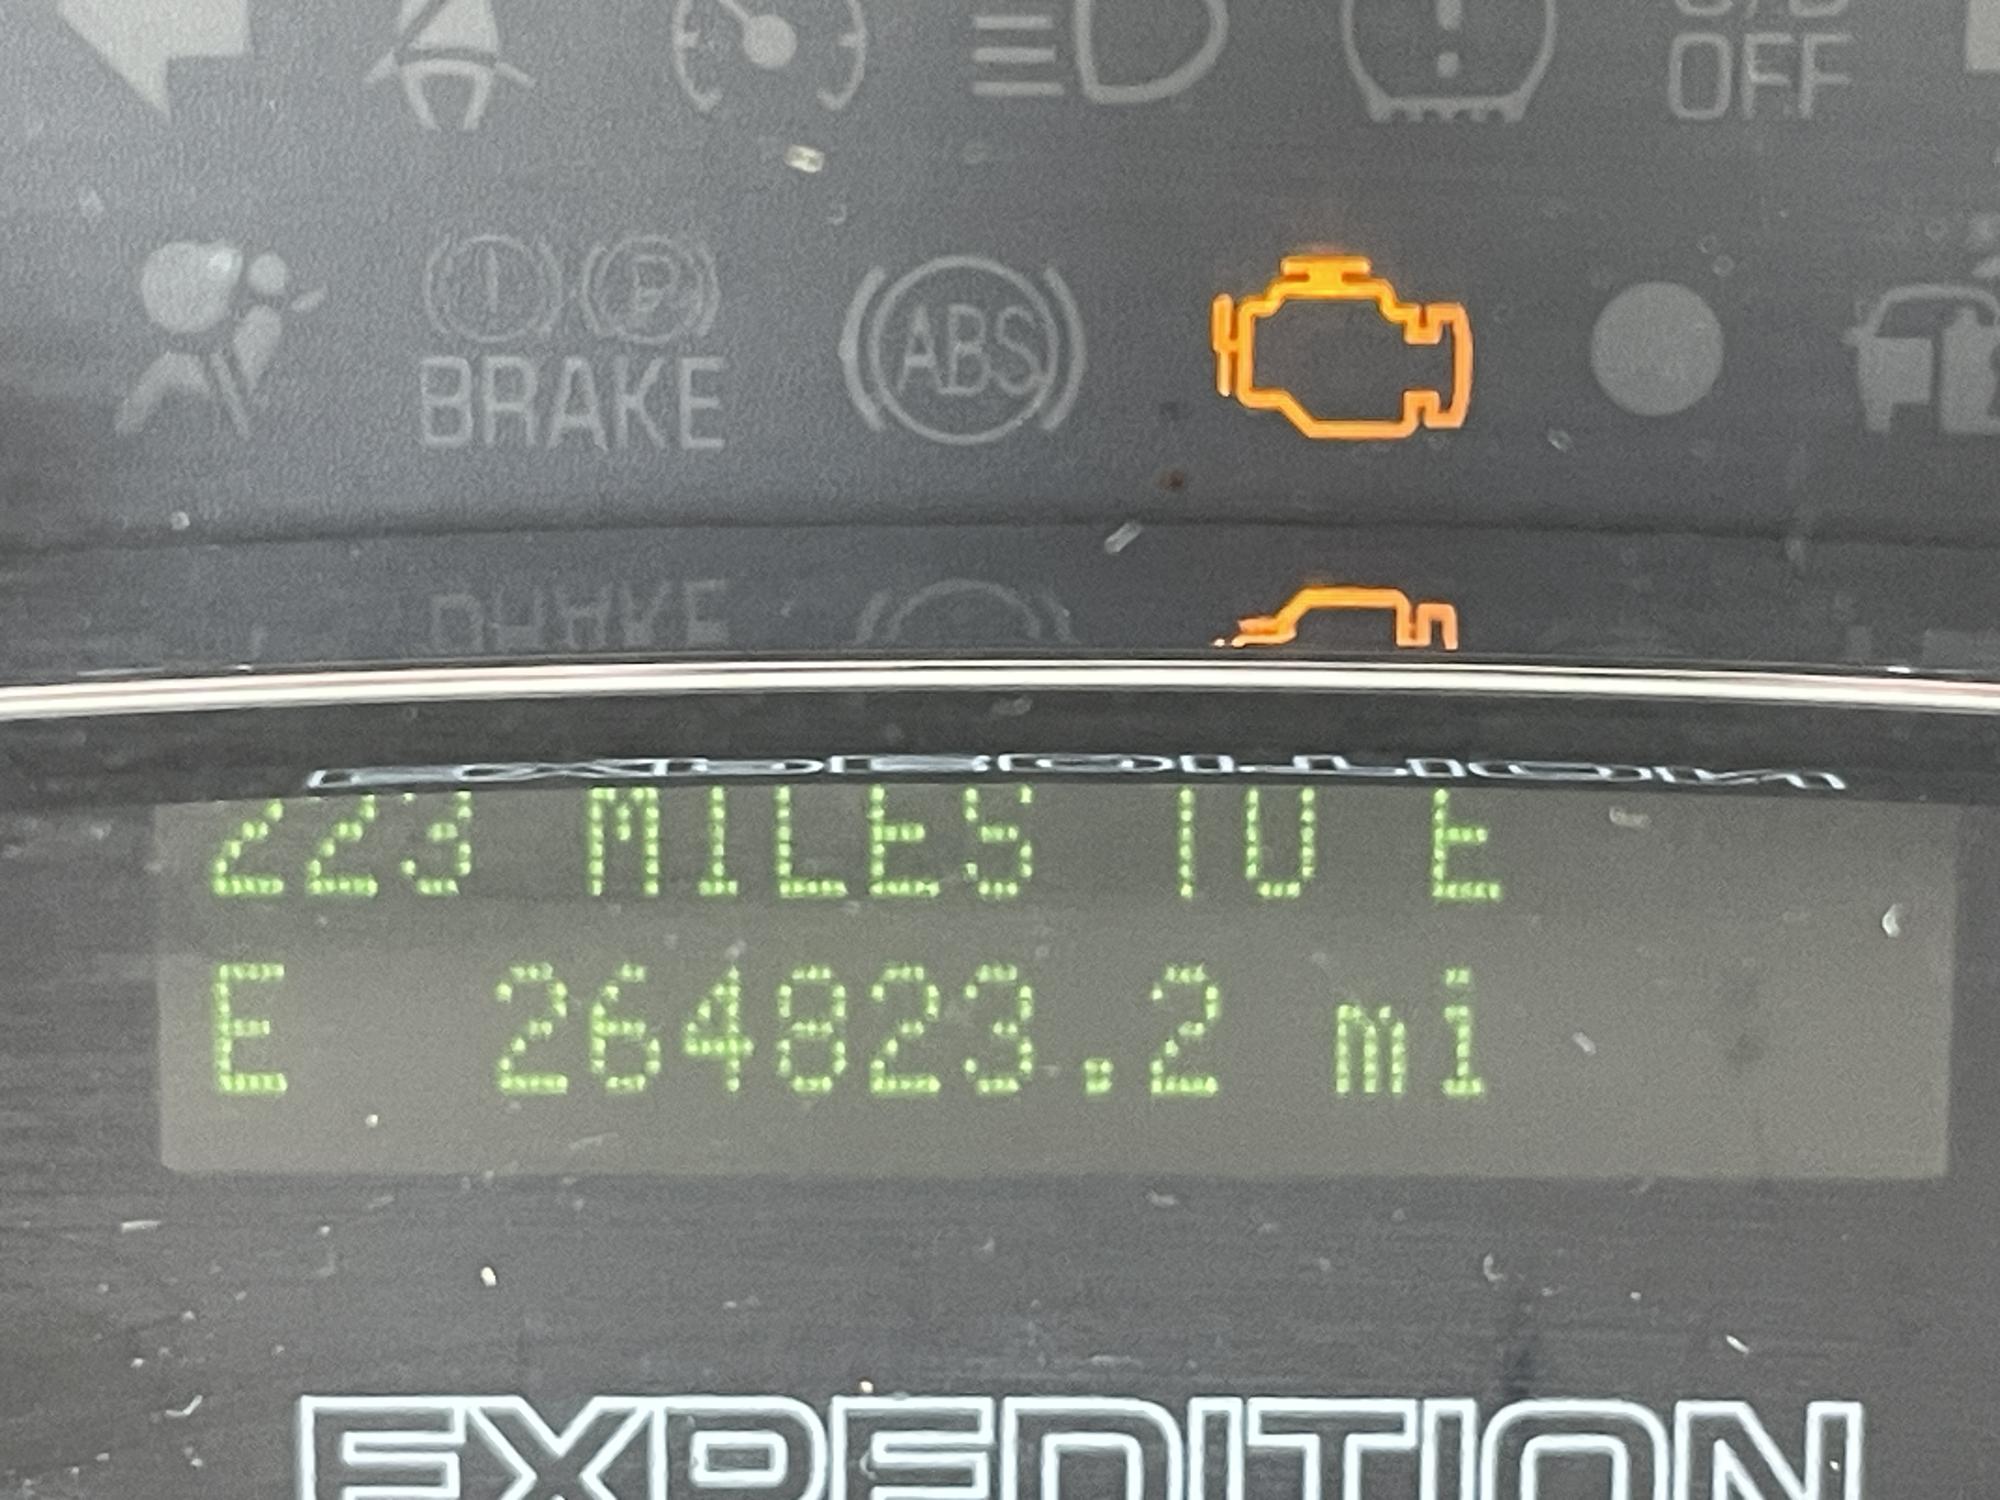 OFF
BRAKE
ABS
223 MILES TO E
E 264823.2 mi
EXPEDITION